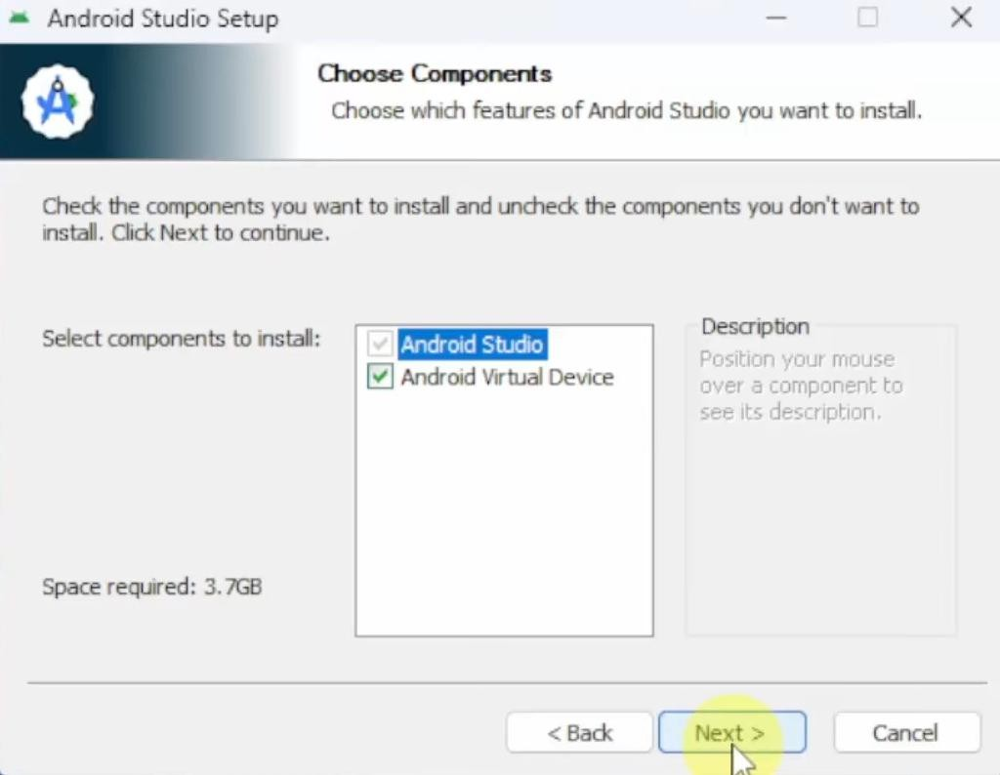 Android Studio Setup
Choose Components
Choose which features of Android Studio you want to install.
Check the components you want to install and uncheck the components you don't want to
install. Click Next to continue.
Select components to install:
Android Studio
Android Virtual Device
Description
Position your mouse
over a component to
see its description.
Space required: 3.7GB
< Back
Next >
Cancel